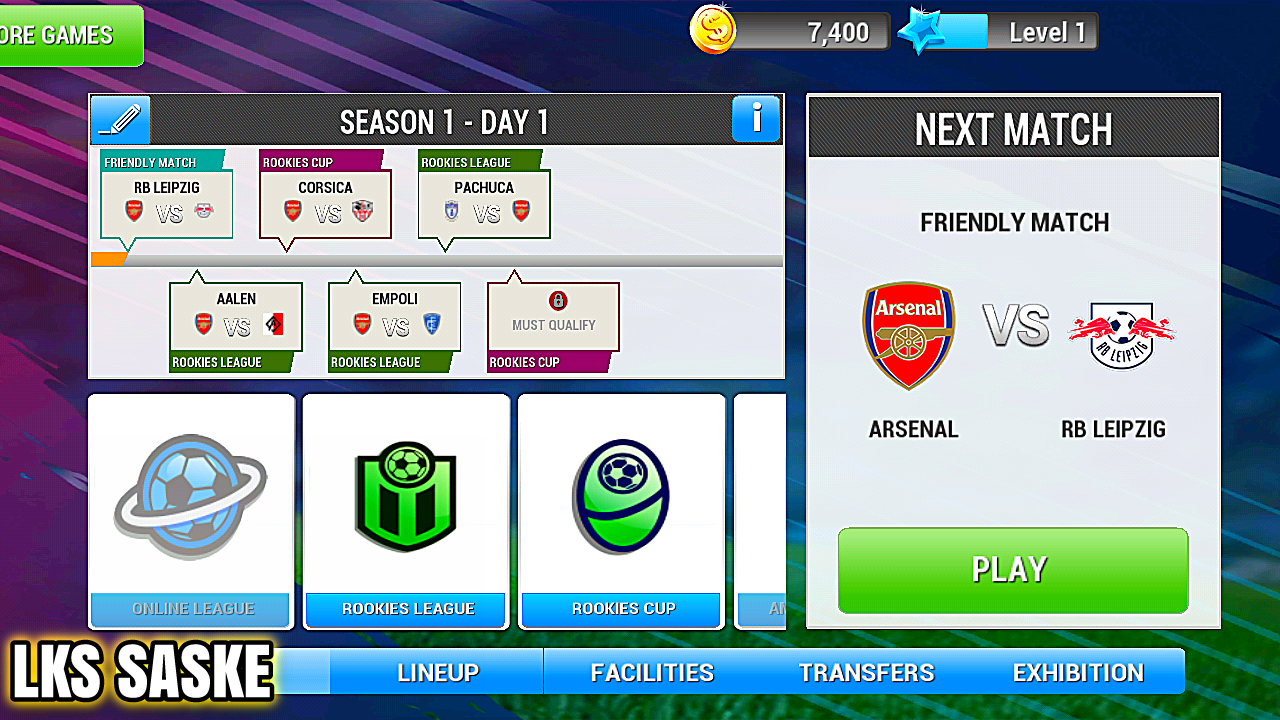 ORE GAMES
7,400
Level 1
SEASON 1 - DAY 1
i
NEXT MATCH
FRIENDLY MATCH
RB LEIPZIG
VS
ROOKIES CUP
CORSICA
VS
ROOKIES LEAGUE
PACHUCA
VS
AALEN
VS
ROOKIES LEAGUE
EMPOLI
VS
ROOKIES LEAGUE
MUST QUALIFY
ROOKIES CUP
FRIENDLY MATCH
Arsenal
VS
RB LEIPZIG
ARSENAL
RB LEIPZIG
PLAY
ONLINE LEAGUE
ROOKIES LEAGUE
ROOKIES CUP
LKS SASKE
LINEUP
FACILITIES
TRANSFERS
EXHIBITION